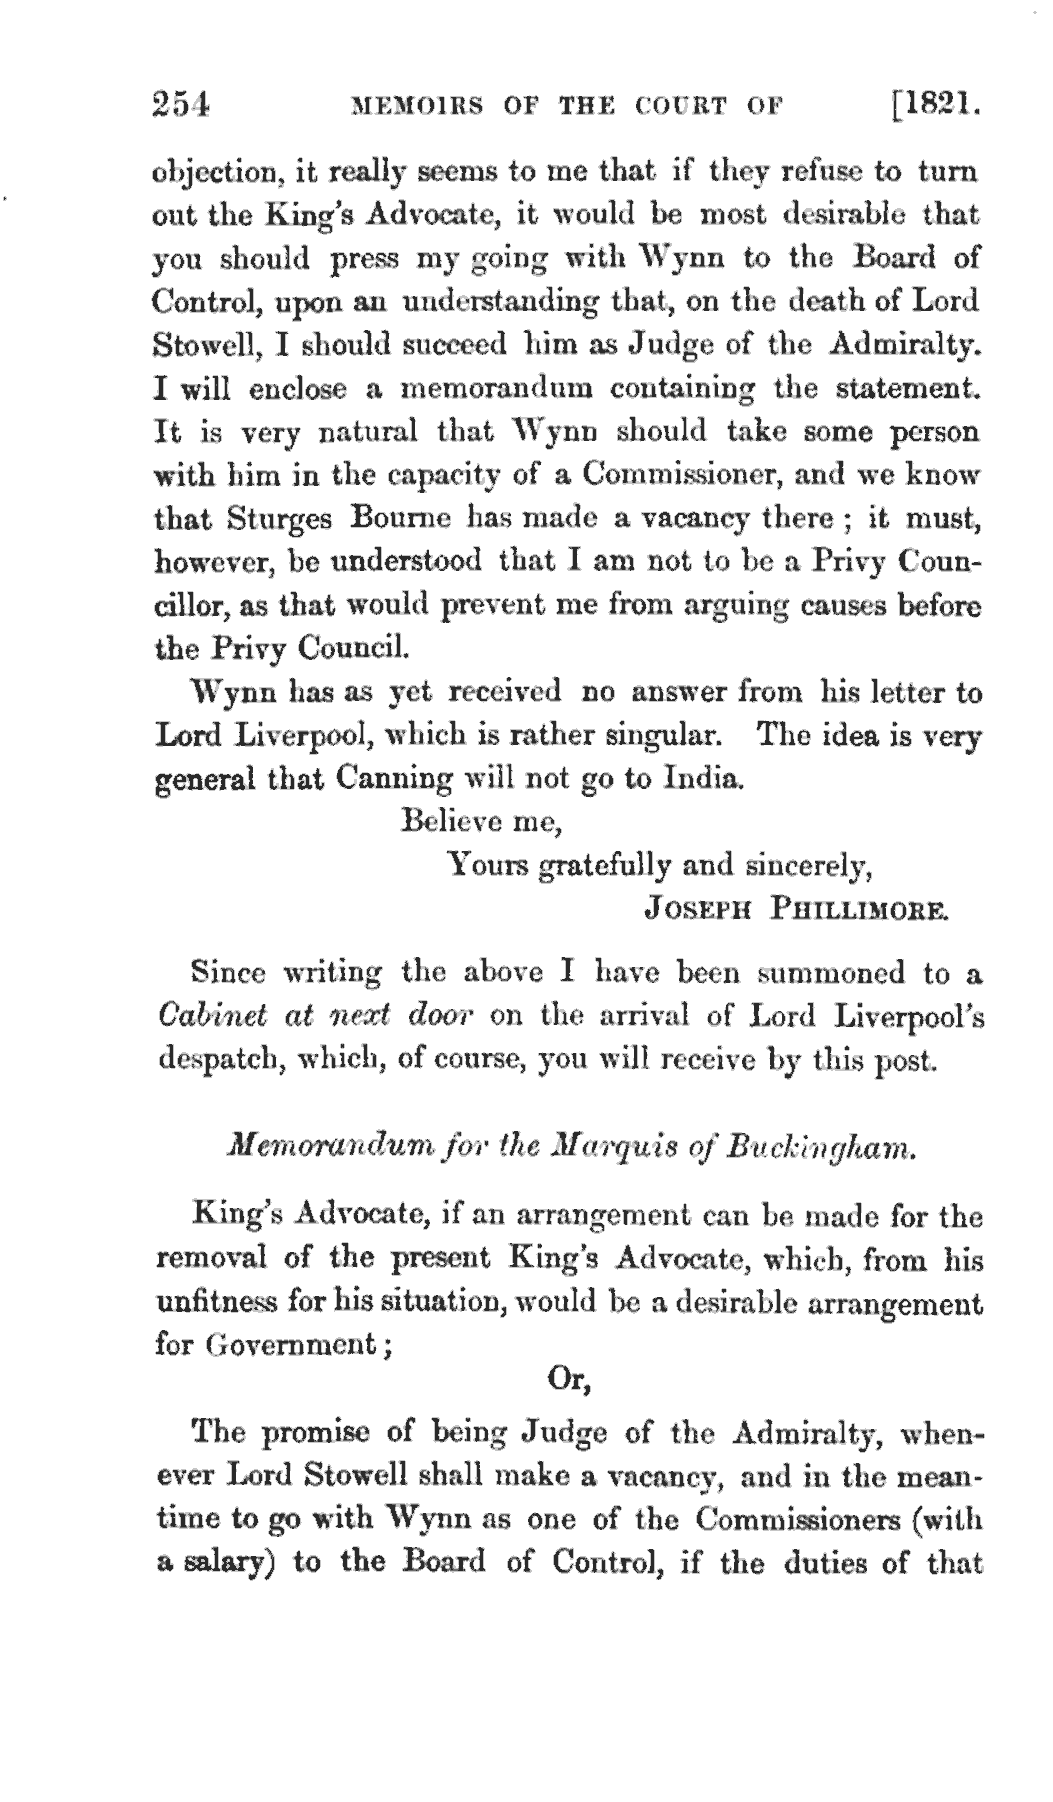 254 MEMOIRS OF THE COURT OF [1821.
objection, it really seems to me that if they refuse to turn
out the King's Advocate, it would be most desirable that
you should press my going with Wynn to the Board of
Control, upon an understanding that, on the death of Lord
Stowell, I should succeed him as Judge of the Admiralty.
I will enclose a memorandum containing the statement.
It is very natural that Wynn should take some person
with him in the capacity of a Commissioner, and we know
that Sturges Bourne has made a vacancy there ; it must,
however, be understood that I am not to be a Privy Coun-
cillor, as that would prevent me from arguing causes before
the Privy Council.
Wynn has as yet received no answer from his letter to
Lord Liverpool, which is rather singular. The idea is very
general that Canning will not go to India.
Believe me,
Yours gratefully and sincerely,
JOSEPH PHILLIMORE.
Since writing the above I have been summoned to a
Cabinet at next door on the arrival of Lord Liverpool's
despatch, which, of course, you will receive by this post.
Memorandum for the Marquis of Buckingham.
King's Advocate, if an arrangement can be made for the
removal of the present King's Advocate, which, from his
unfitness for his situation, would be a desirable arrangement
for Government ;
Or,
The promise of being Judge of the Admiralty, when-
ever Lord Stowell shall make a vacancy, and in the mean-
time to go with Wynn as one of the Commissioners (with
a salary) to the Board of Control, if the duties of that